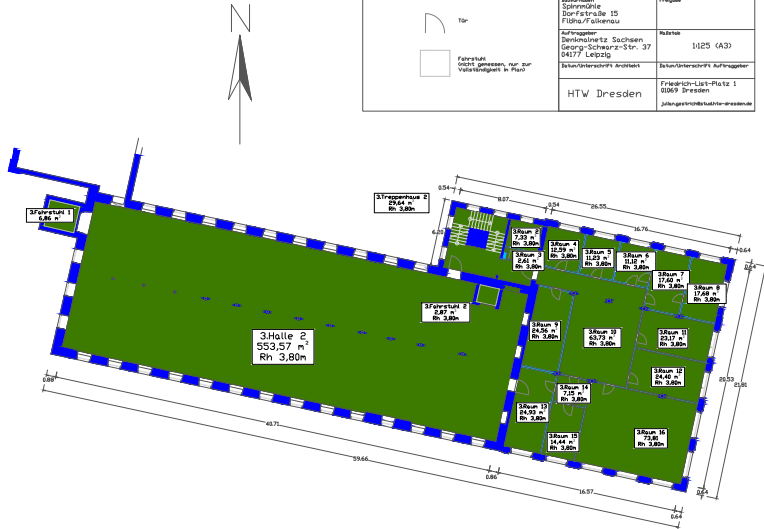 N
Tür
Fahrstuhl
(nicht gemessen, nur zur
Vollständigkeit in Plan)
Spinnmühle
Dorfstraße 15
Flöha/Falkenau
Auftraggeber
Denkmalnetz Sachsen
Georg-Schwarz-Str. 37
04177 Leipzig
Maßstab
1:125 (A3)
Datum/Unterschrift Architekt
Datum/Unterschrift Auftraggeber
HTW Dresden
Friedrich-List-Platz 1
01069 Dresden
3.Fahrstuhl 1
6,86 m²
3.Treppenhaus 2
29,64 m²
Rh 3,80m
0.54
8.07
0.54
26.55
16.76
0.64
0.64
3.Raum 2
7,33 m²
Rh 3,80m
3.Raum 3
2,61 m²
Rh 3,80m
3.Raum 4
12,59 m²
Rh 3,80m
3.Raum 5
11,23 m²
Rh 3,80m
3.Raum 6
11,12 m²
Rh 3,80m
3.Raum 7
17,60 m²
Rh 3,80m
3.Raum 8
17,68 m²
Rh 3,80m
3.Fahrstuhl 2
2,87 m²
Rh 3,80m
3.Halle 2
553,57 m²
Rh 3,80m
3.Raum 9
24,56 m²
Rh 3,80m
3.Raum 10
63,73 m²
Rh 3,80m
3.Raum 11
23,17 m²
Rh 3,80m
3.Raum 12
24,40 m²
Rh 3,80m
3.Raum 13
24,93 m²
Rh 3,80m
3.Raum 14
7,15 m²
Rh 3,80m
3.Raum 15
14,44 m²
Rh 3,80m
3.Raum 16
73,81
Rh 3,80m
20.53
21.81
0.88
40.71
59.66
0.86
16.57
0.64
0.64